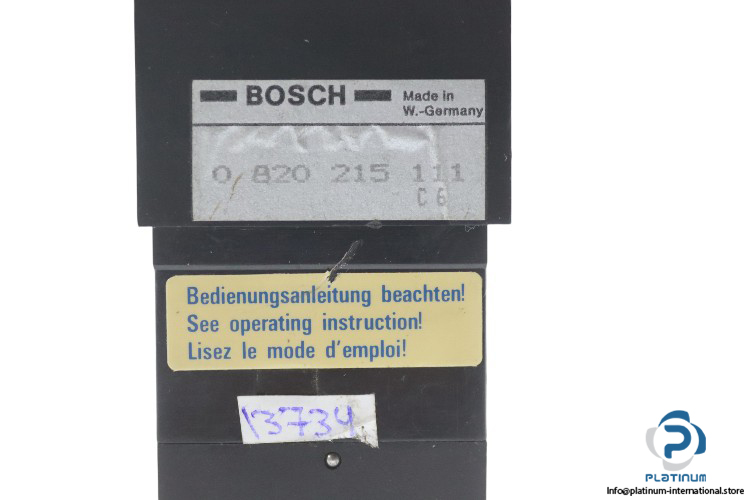 BOSCH
Made in
W.-Germany
0 820 215 111
C 6
Bedienungsanleitung beachten!
See operating instruction!
Lisez le mode d'emploi!
13734
PLATINUM
Info@platinum-international.store